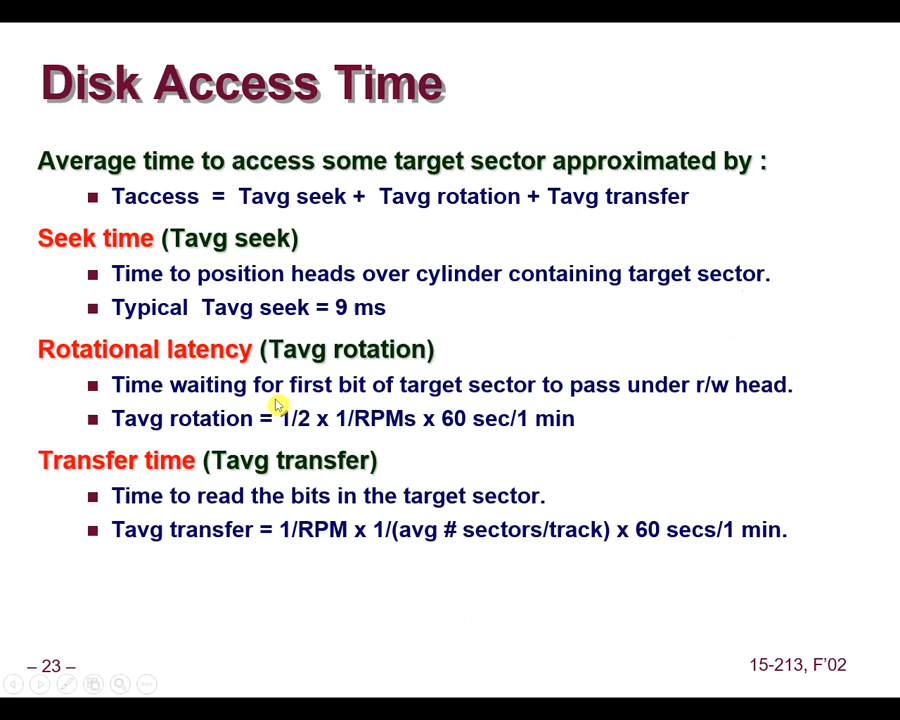 Disk Access Time
Average time to access some target sector approximated by :
Taccess = Tavg seek + Tavg rotation + Tavg transfer
Seek time (Tavg seek)
Time to position heads over cylinder containing target sector.
Typical Tavg seek = 9 ms
Rotational latency (Tavg rotation)
Time waiting for first bit of target sector to pass under r/w head.
Tavg rotation = 1/2 x 1/RPMs x 60 sec/1 min
Transfer time (Tavg transfer)
Time to read the bits in the target sector.
Tavg transfer = 1/RPM x 1/(avg # sectors/track) x 60 secs/1 min.
– 23 –
15-213, F’02